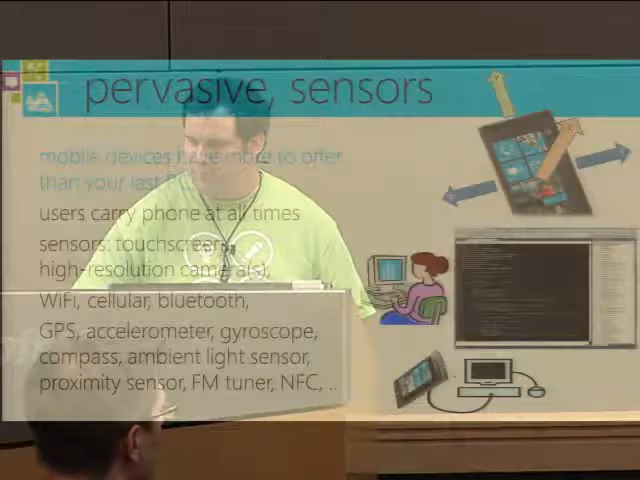 pervasive, sensors
mobile devices have more to offer
than your last PC
users carry phone at all times
sensors: touchscreen,
high-resolution camera(s),
WiFi, cellular, bluetooth,
GPS, accelerometer, gyroscope,
compass, ambient light sensor,
proximity sensor, FM tuner, NFC, ..